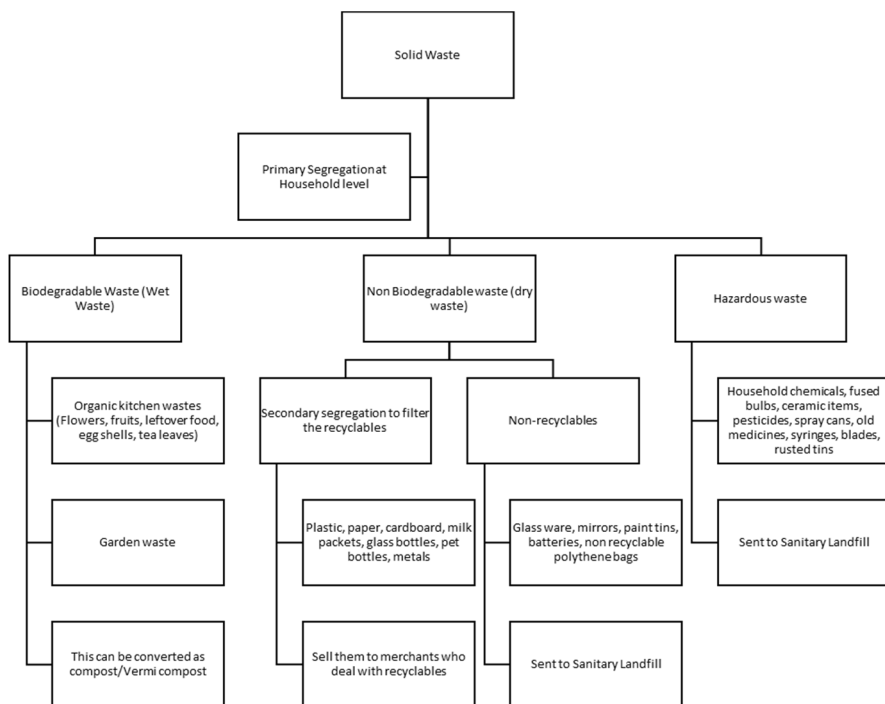 Solid Waste
Primary Segregation at
Household level
Biodegradable Waste (Wet
Waste)
Non Biodegradable waste (dry
waste)
Hazardous waste
Organic kitchen wastes
(Flowers, fruits, leftover food,
egg shells, tea leaves)
Secondary segregation to filter
the recyclables
Non-recyclables
Household chemicals, fused
bulbs, ceramic items,
pesticides, spray cans, old
medicines, syringes, blades,
rusted tins
Garden waste
Plastic, paper, cardboard, milk
packets, glass bottles, pet
bottles, metals
Glass ware, mirrors, paint tins,
batteries, non recyclable
polythene bags
Sent to Sanitary Landfill
This can be converted as
compost/Vermi compost
Sell them to merchants who
deal with recyclables
Sent to Sanitary Landfill